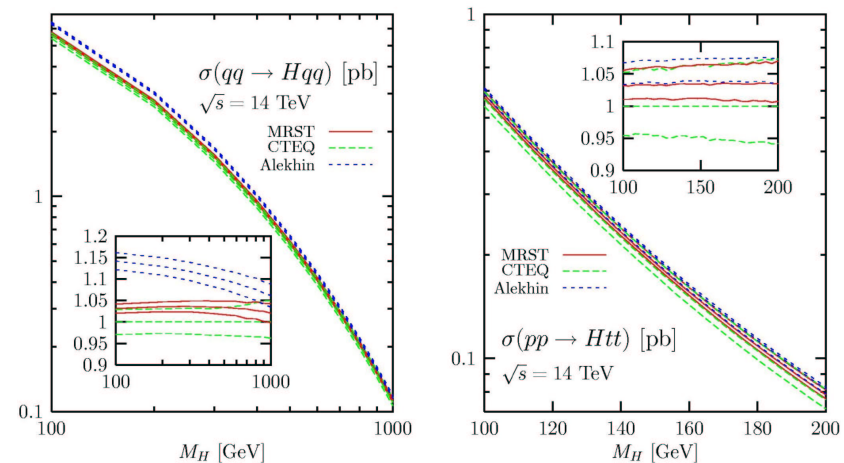 σ(qq → Hqq) [pb]
√s = 14 TeV
MRST
CTEQ
Alekhin
1
0.1
100
1000
M_H [GeV]
1.2
1.15
1.1
1.05
1
0.95
0.9
100
1000
1
0.1
MRST
CTEQ
Alekhin
σ(pp → Htt) [pb]
√s = 14 TeV
100
120
140
160
180
200
M_H [GeV]
1.1
1.05
1
0.95
0.9
100
150
200